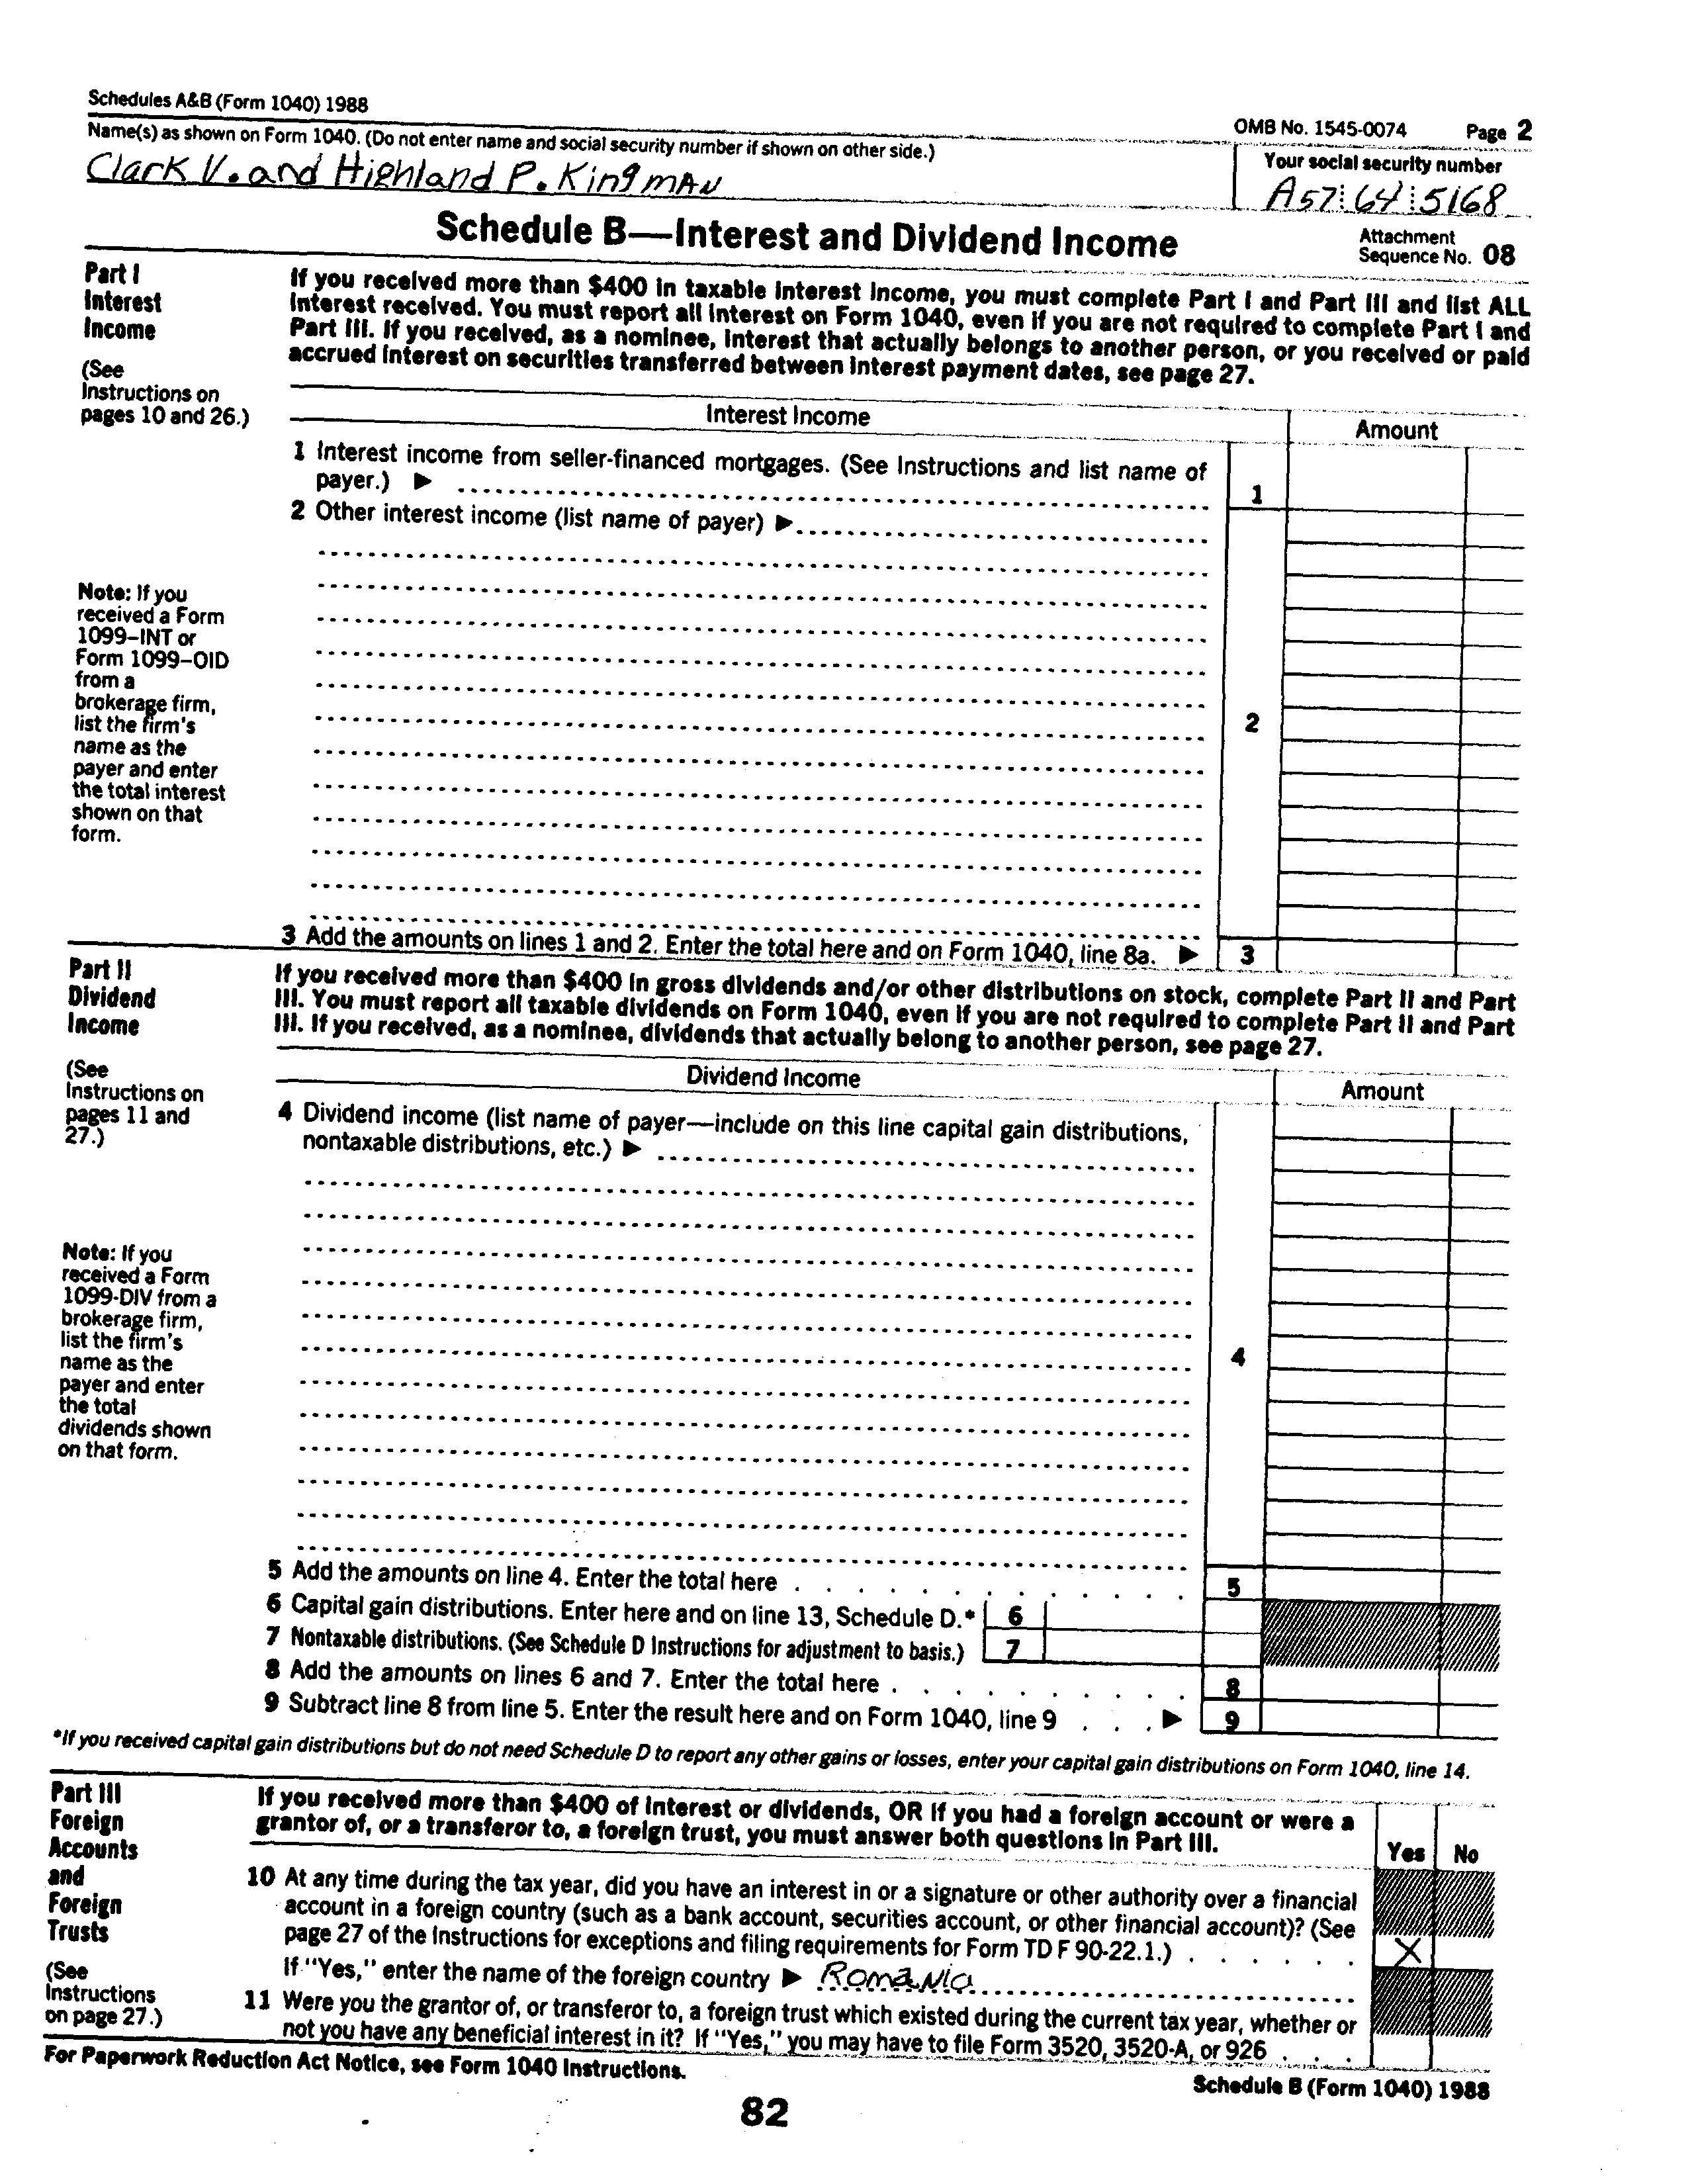 Schedules A&B (Form 1040) 1988
OMB No. 1545-0074 Page 2
Name(s) as shown on Form 1040. (Do not enter name and social security number if shown on other side.)
Your social security number
Clark V. and Highland P. Kingman
A57 64 5168
Schedule B—Interest and Dividend Income
Attachment
Sequence No. 08
Part I
Interest
Income
(See
Instructions on
pages 10 and 26.)
If you received more than $400 in taxable interest income, you must complete Part I and Part III and list ALL
interest received. You must report all interest on Form 1040, even if you are not required to complete Part I and
Part III. If you received, as a nominee, interest that actually belongs to another person, or you received or paid
accrued interest on securities transferred between interest payment dates, see page 27.
Interest Income
Amount
1 Interest income from seller-financed mortgages. (See Instructions and list name of
payer.) ▶
1
2 Other interest income (list name of payer) ▶
Note: If you
received a Form
1099–INT or
Form 1099–OID
from a
brokerage firm,
list the firm's
name as the
payer and enter
the total interest
shown on that
form.
2
3 Add the amounts on lines 1 and 2. Enter the total here and on Form 1040, line 8a. ▶ 3
Part II
Dividend
Income
(See
Instructions on
pages 11 and
27.)
If you received more than $400 in gross dividends and/or other distributions on stock, complete Part II and Part
III. You must report all taxable dividends on Form 1040, even if you are not required to complete Part II and Part
III. If you received, as a nominee, dividends that actually belong to another person, see page 27.
Dividend Income
Amount
4 Dividend income (list name of payer—include on this line capital gain distributions,
nontaxable distributions, etc.) ▶
Note: If you
received a Form
1099-DIV from a
brokerage firm,
list the firm's
name as the
payer and enter
the total
dividends shown
on that form.
4
5 Add the amounts on line 4. Enter the total here . . . . . . . . . . . . 5
6 Capital gain distributions. Enter here and on line 13, Schedule D.* 6
7 Nontaxable distributions. (See Schedule D Instructions for adjustment to basis.) 7
8 Add the amounts on lines 6 and 7. Enter the total here . . . . . . . . . . 8
9 Subtract line 8 from line 5. Enter the result here and on Form 1040, line 9 . . . ▶ 9
*If you received capital gain distributions but do not need Schedule D to report any other gains or losses, enter your capital gain distributions on Form 1040, line 14.
Part III
Foreign
Accounts
and
Foreign
Trusts
(See
Instructions
on page 27.)
If you received more than $400 of interest or dividends, OR if you had a foreign account or were a
grantor of, or a transferor to, a foreign trust, you must answer both questions in Part III.
Yes No
10 At any time during the tax year, did you have an interest in or a signature or other authority over a financial
account in a foreign country (such as a bank account, securities account, or other financial account)? (See
page 27 of the Instructions for exceptions and filing requirements for Form TD F 90-22.1.) . . . . . . X
If "Yes," enter the name of the foreign country ▶ Romania
11 Were you the grantor of, or transferor to, a foreign trust which existed during the current tax year, whether or
not you have any beneficial interest in it? If "Yes," you may have to file Form 3520, 3520-A, or 926 . . .
For Paperwork Reduction Act Notice, see Form 1040 Instructions.
Schedule B (Form 1040) 1988
82